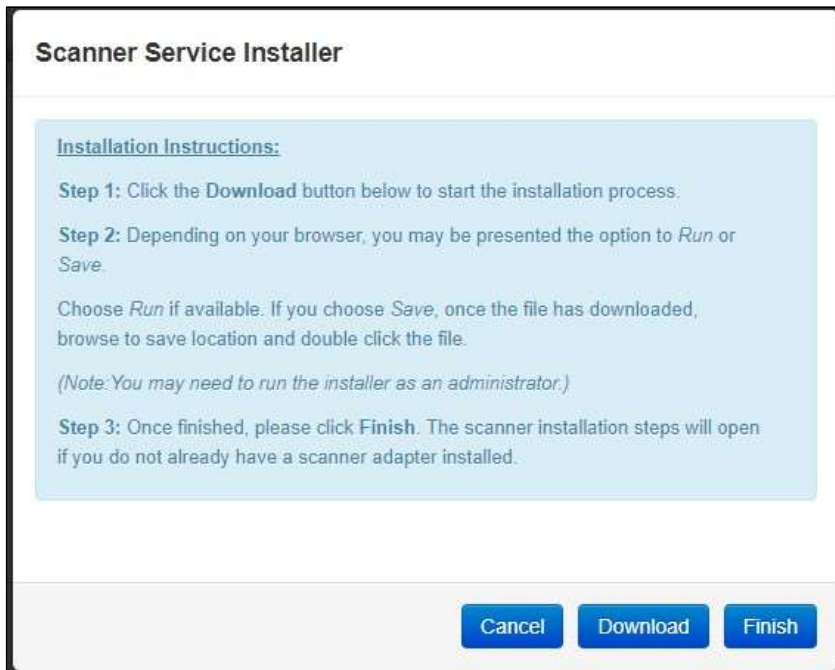 Scanner Service Installer
Installation Instructions:
Step 1: Click the Download button below to start the installation process.
Step 2: Depending on your browser, you may be presented the option to Run or
Save.
Choose Run if available. If you choose Save, once the file has downloaded,
browse to save location and double click the file.
(Note:You may need to run the installer as an administrator.)
Step 3: Once finished, please click Finish. The scanner installation steps will open
if you do not already have a scanner adapter installed.
Cancel Download Finish